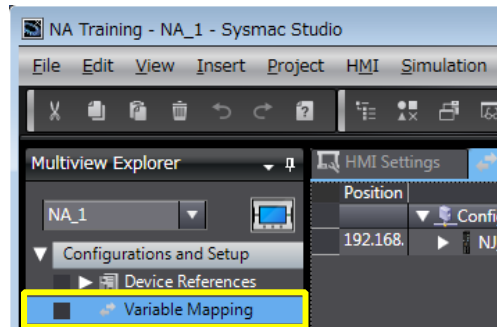 NA Training - NA_1 - Sysmac Studio
File Edit View Insert Project HMI Simulation
Multiview Explorer
HMI Settings
Position
NA_1
Configurations and Setup
192.168.
NJ
Device References
Variable Mapping